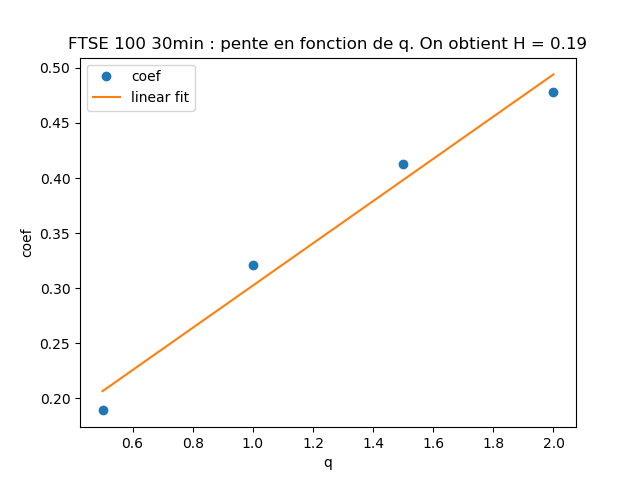 FTSE 100 30min : pente en fonction de q. On obtient H = 0.19
coef
linear fit
0.50
0.45
0.40
0.35
0.30
0.25
0.20
coef
0.6 0.8 1.0 1.2 1.4 1.6 1.8 2.0
q